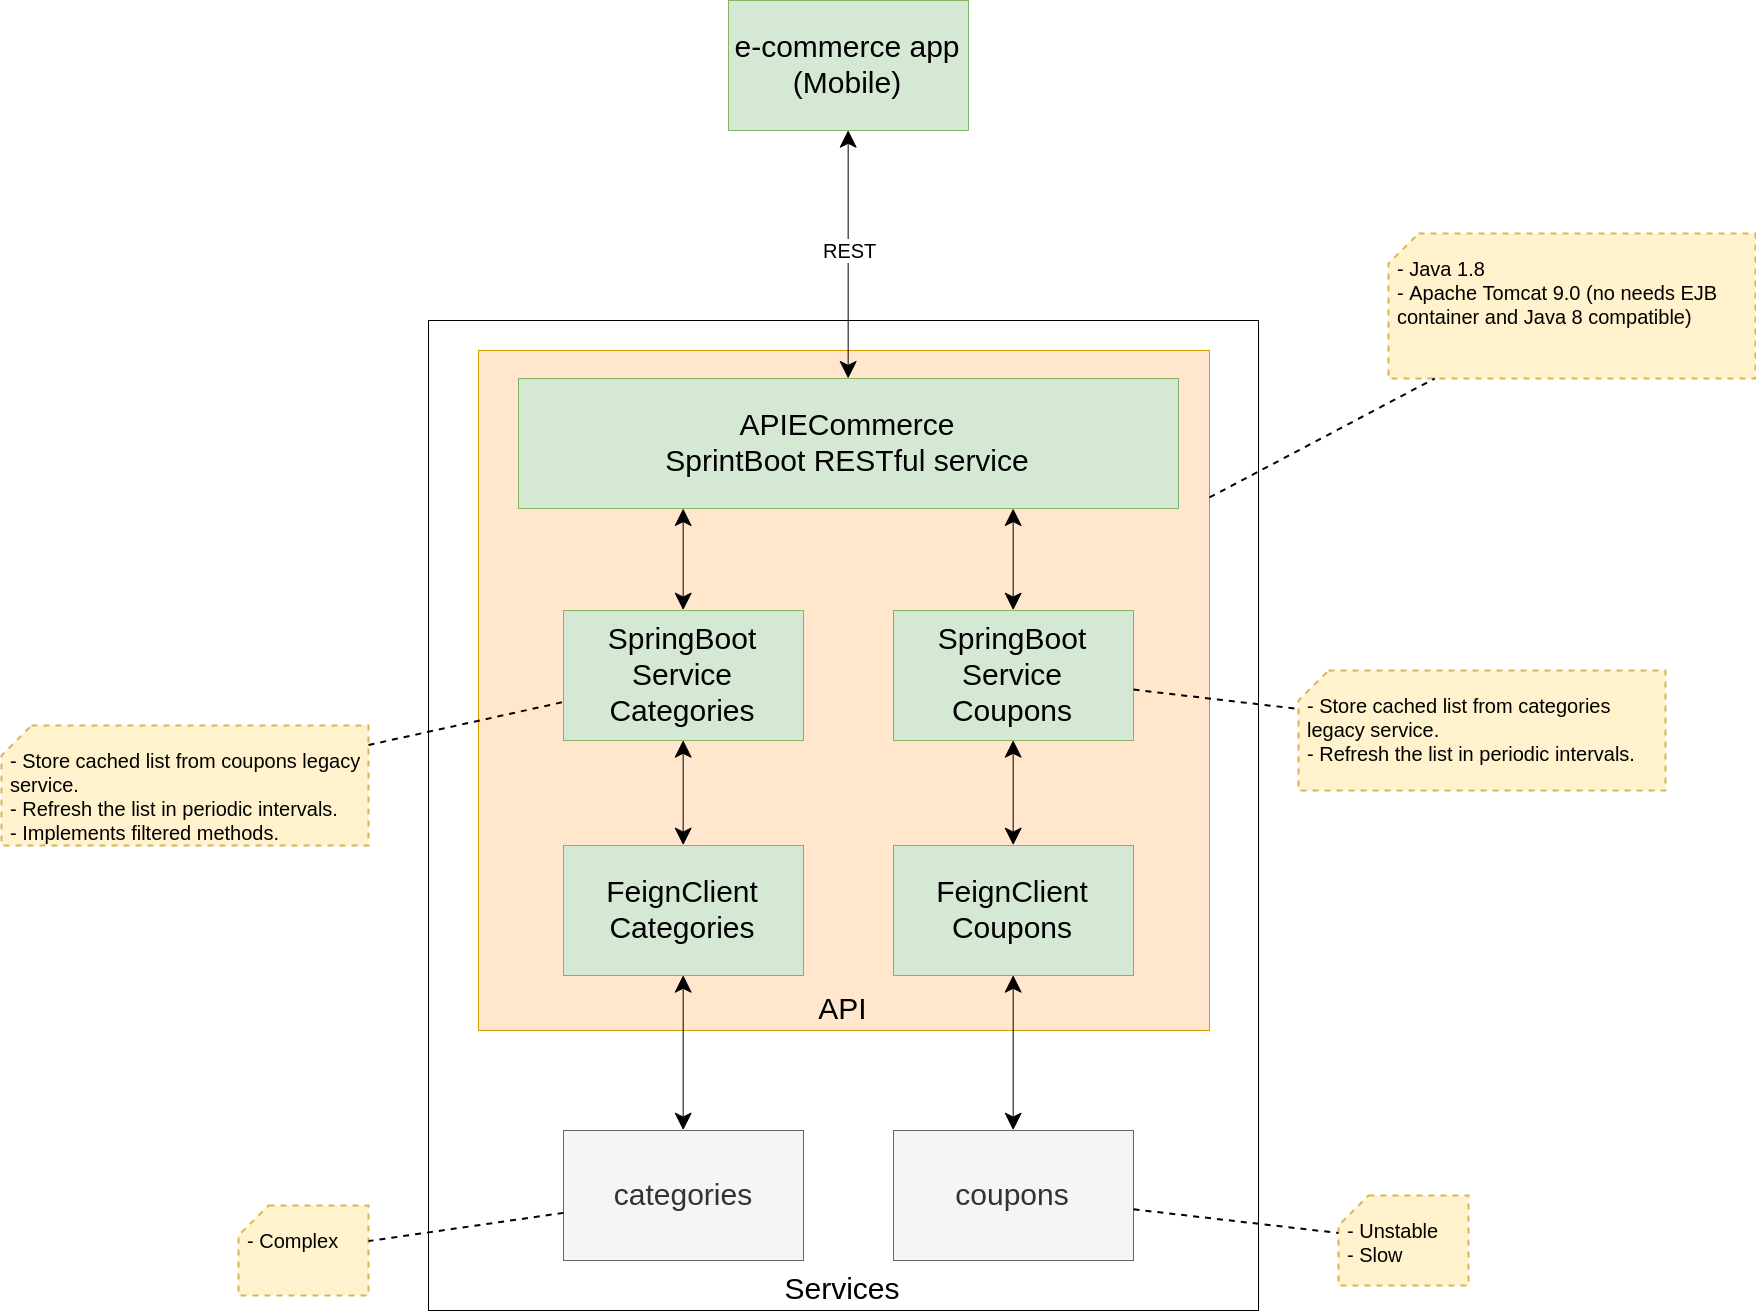 e-commerce app
(Mobile)
REST
- Java 1.8
- Apache Tomcat 9.0 (no needs EJB
container and Java 8 compatible)
APIECommerce
SprintBoot RESTful service
SpringBoot
Service
Categories
SpringBoot
Service
Coupons
- Store cached list from categories
legacy service.
- Refresh the list in periodic intervals.
- Store cached list from coupons legacy
service.
- Refresh the list in periodic intervals.
- Implements filtered methods.
FeignClient
Categories
FeignClient
Coupons
API
categories
coupons
- Complex
- Unstable
- Slow
Services